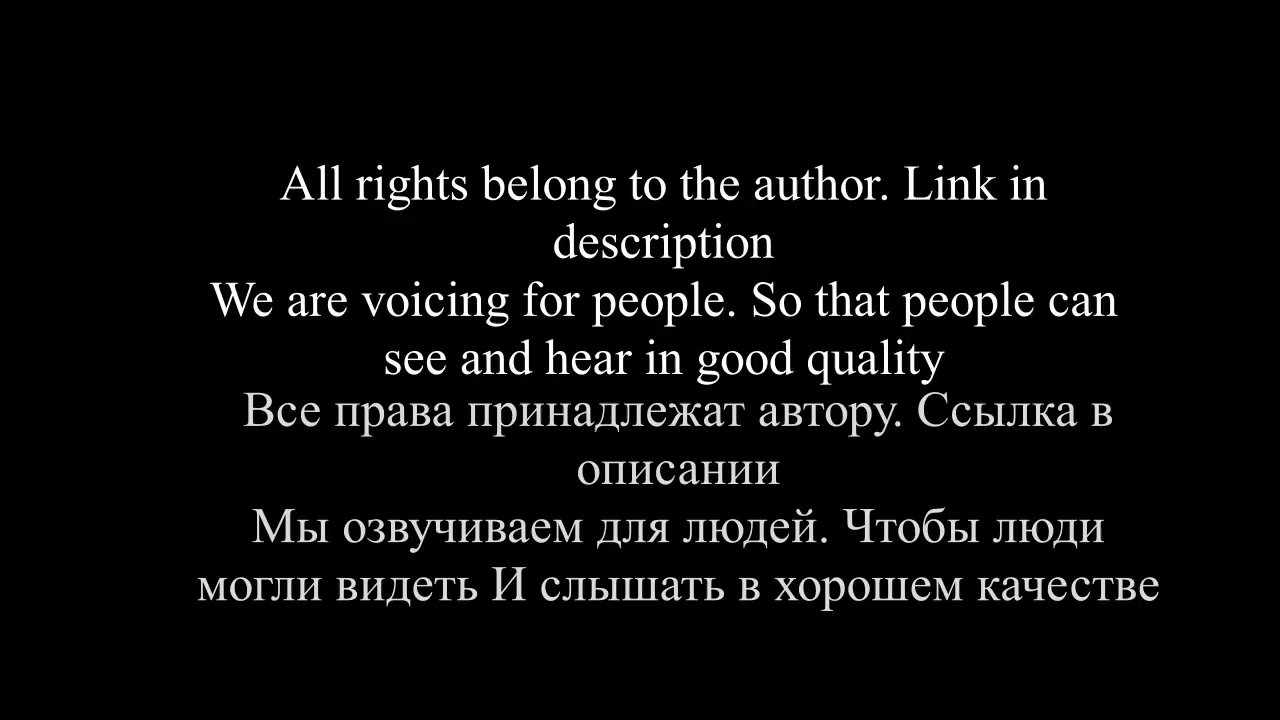 All rights belong to the author. Link in
description
We are voicing for people. So that people can
see and hear in good quality
Все права принадлежат автору. Ссылка в
описании
Мы озвучиваем для людей. Чтобы люди
могли видеть И слышать в хорошем качестве